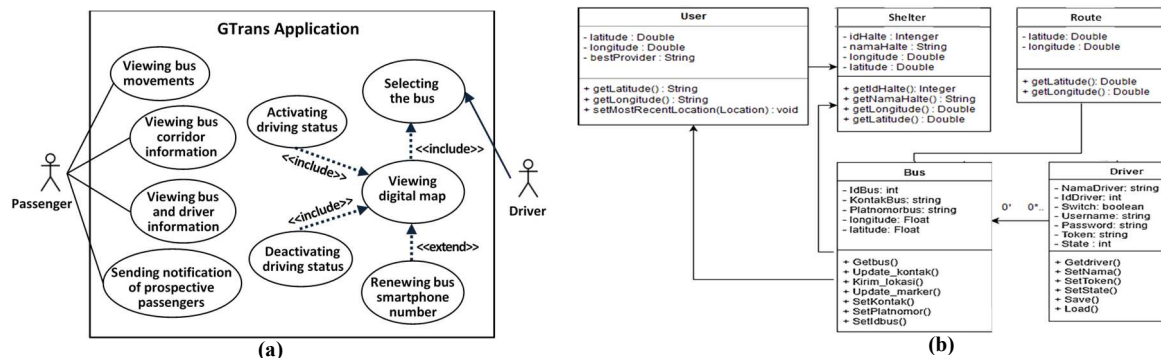 GTrans Application
Viewing bus
movements
Viewing bus
corridor
information
Viewing bus
and driver
information
Sending notification
of prospective
passengers
Passenger
Activating
driving status
<<include>>
<<include>>
Deactivating
driving status
Selecting
the bus
<<include>>
Viewing
digital map
<<extend>>
Renewing bus
smartphone
number
Driver
(a)
User
- latitude : Double
- longitude : Double
- bestProvider : String
+ getLatitude() : String
+ getLongitude() : String
+ setMostRecentLocation(Location) : void
Shelter
- idHalte : Intenger
- namaHalte : String
- longitude : Double
- latitude : Double
+ getIdHalte(): Integer
+ getNamaHalte() : String
+ getLongitude() : Double
+ getLatitude() : Double
Route
- latitude: Double
- longitude : Double
+ getLatitude(): Double
+ getLongitude(): Double
Bus
- IdBus: int
- KontakBus: string
- Platnomorbus: string
- longitude: Float
- latitude: Float
+ Getbus()
+ Update_kontak()
+ Kirim_lokasi()
+ Update_marker()
+ SetKontak()
+ SetPlatnomor()
+ SetIdbus()
0* 0*..
Driver
- NamaDriver: string
- IdDriver: int
- Switch: boolean
- Username: string
- Password: string
- Token: string
- State : int
+ Getdriver()
+ SetNama()
+ SetToken()
+ SetState()
+ Save()
+ Load()
(b)